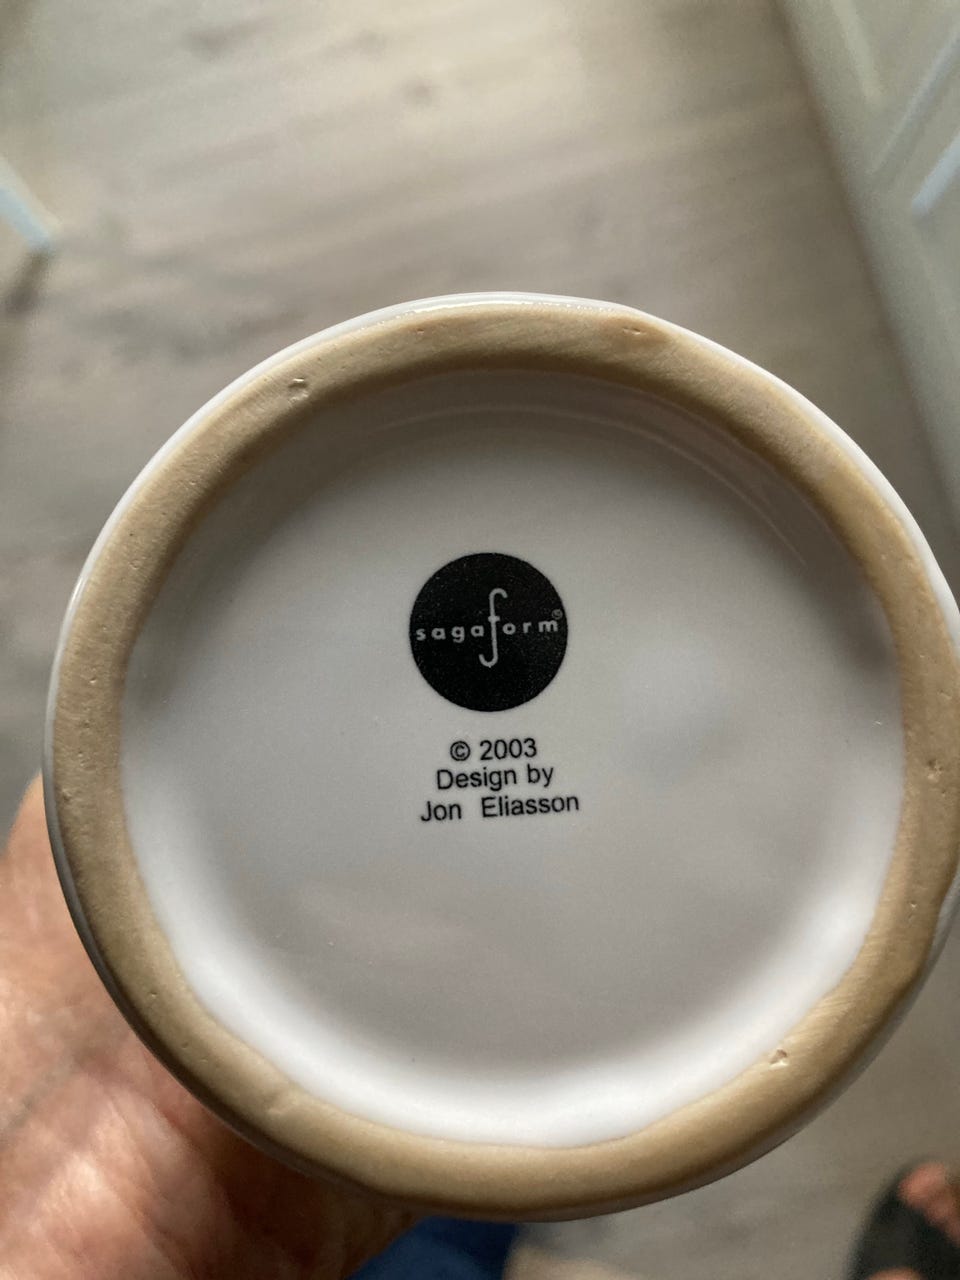 sagaform®
© 2003
Design by
Jon Eliasson